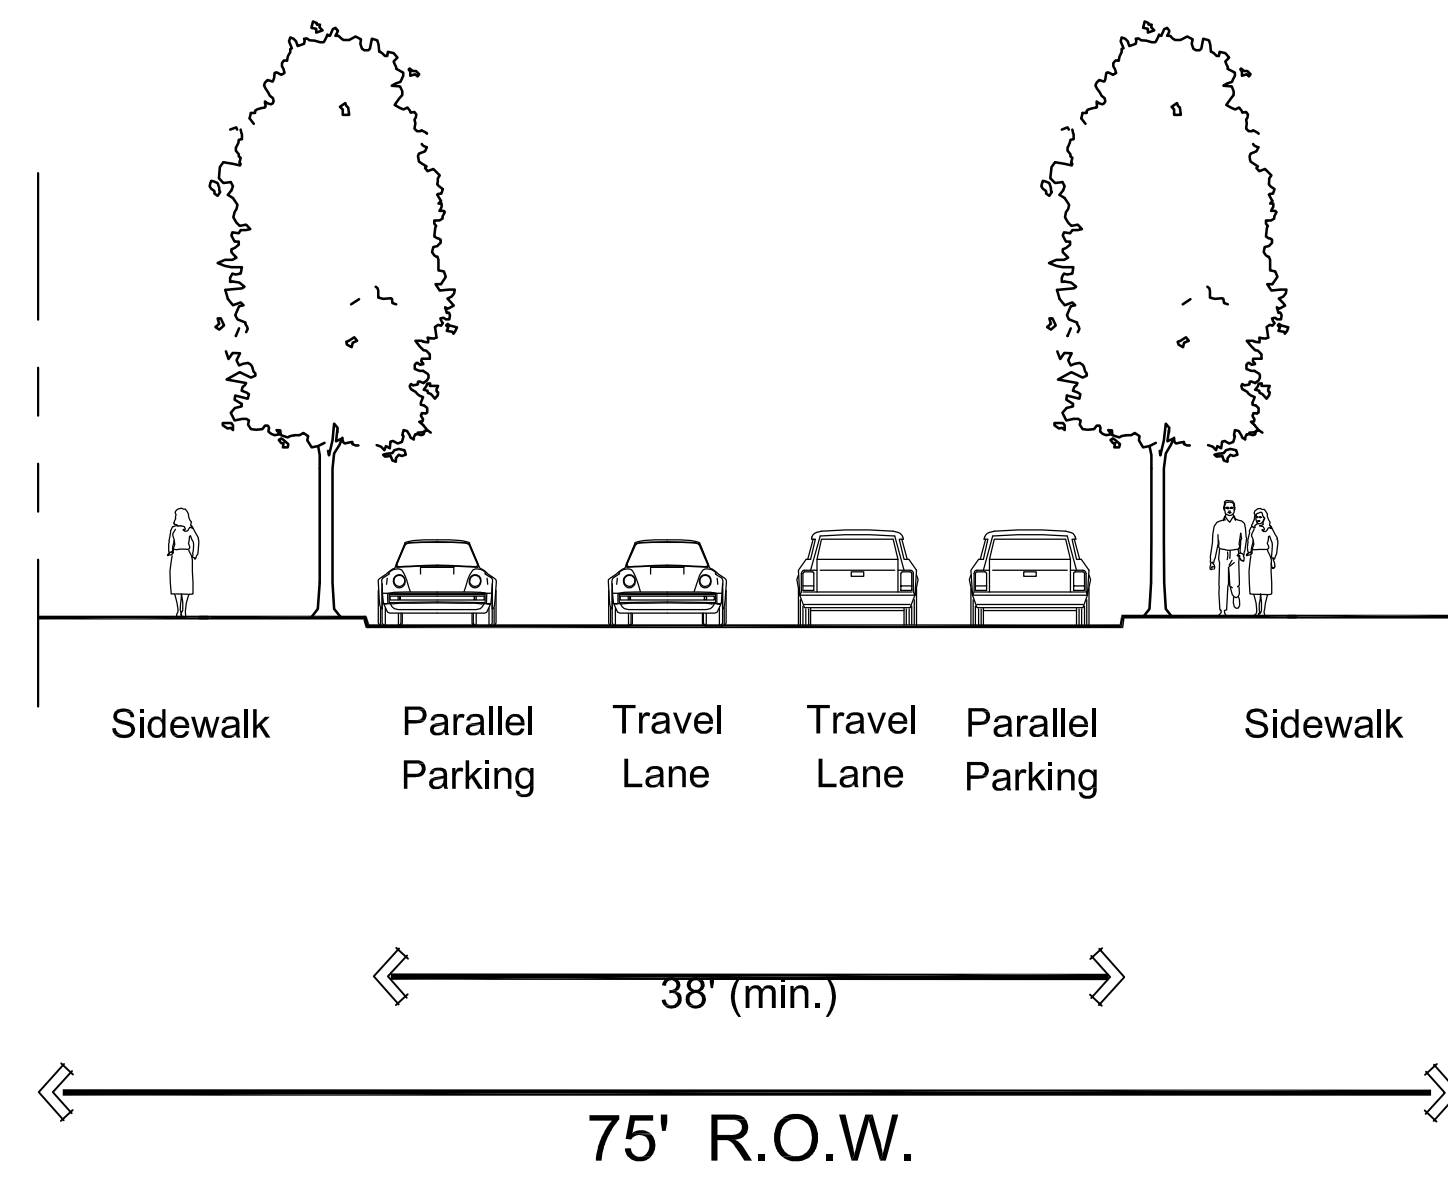 Sidewalk
Parallel
Parking
Travel
Lane
Travel
Lane
Parallel
Parking
Sidewalk
38' (min.)
75' R.O.W.